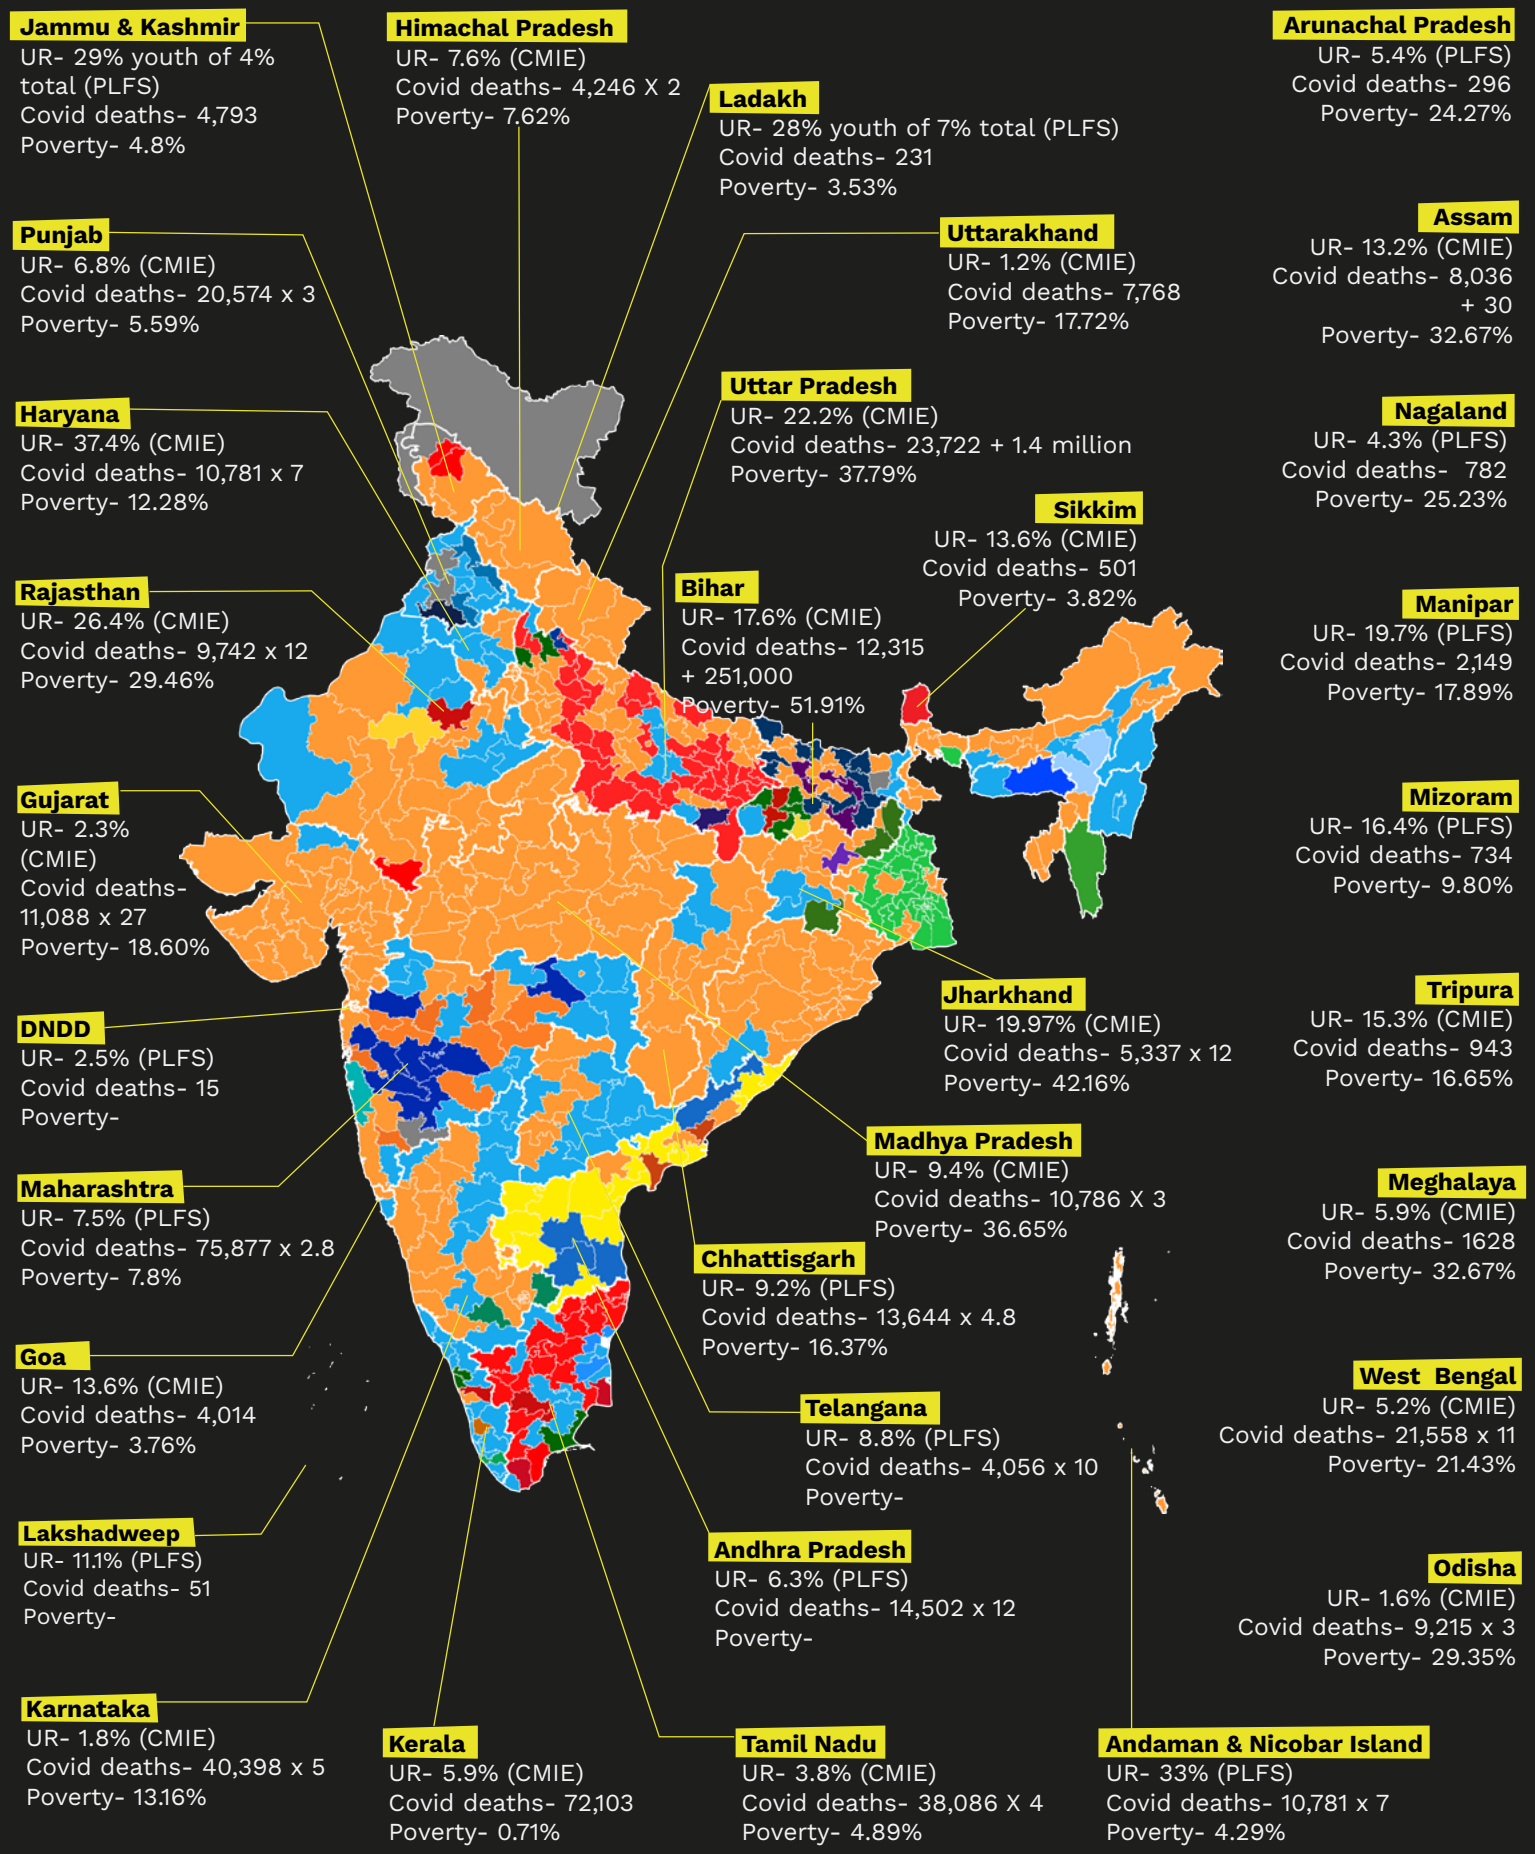 Jammu & Kashmir
UR- 29% youth of 4%
total (PLFS)
Covid deaths- 4,793
Poverty- 4.8%
Himachal Pradesh
UR- 7.6% (CMIE)
Covid deaths- 4,246 X 2
Poverty- 7.62%
Ladakh
UR- 28% youth of 7% total (PLFS)
Covid deaths- 231
Poverty- 3.53%
Arunachal Pradesh
UR- 5.4% (PLFS)
Covid deaths- 296
Poverty- 24.27%
Punjab
UR- 6.8% (CMIE)
Covid deaths- 20,574 x 3
Poverty- 5.59%
Uttarakhand
UR- 1.2% (CMIE)
Covid deaths- 7,768
Poverty- 17.72%
Assam
UR- 13.2% (CMIE)
Covid deaths- 8,036
+ 30
Poverty- 32.67%
Haryana
UR- 37.4% (CMIE)
Covid deaths- 10,781 x 7
Poverty- 12.28%
Uttar Pradesh
UR- 22.2% (CMIE)
Covid deaths- 23,722 + 1.4 million
Poverty- 37.79%
Nagaland
UR- 4.3% (PLFS)
Covid deaths- 782
Poverty- 25.23%
Sikkim
UR- 13.6% (CMIE)
Covid deaths- 501
Poverty- 3.82%
Rajasthan
UR- 26.4% (CMIE)
Covid deaths- 9,742 x 12
Poverty- 29.46%
Bihar
UR- 17.6% (CMIE)
Covid deaths- 12,315
+ 251,000
Poverty- 51.91%
Manipar
UR- 19.7% (PLFS)
Covid deaths- 2,149
Poverty- 17.89%
Gujarat
UR- 2.3%
(CMIE)
Covid deaths-
11,088 x 27
Poverty- 18.60%
Mizoram
UR- 16.4% (PLFS)
Covid deaths- 734
Poverty- 9.80%
DNDD
UR- 2.5% (PLFS)
Covid deaths- 15
Poverty-
Jharkhand
UR- 19.97% (CMIE)
Covid deaths- 5,337 x 12
Poverty- 42.16%
Tripura
UR- 15.3% (CMIE)
Covid deaths- 943
Poverty- 16.65%
Maharashtra
UR- 7.5% (PLFS)
Covid deaths- 75,877 x 2.8
Poverty- 7.8%
Madhya Pradesh
UR- 9.4% (CMIE)
Covid deaths- 10,786 X 3
Poverty- 36.65%
Meghalaya
UR- 5.9% (CMIE)
Covid deaths- 1628
Poverty- 32.67%
Chhattisgarh
UR- 9.2% (PLFS)
Covid deaths- 13,644 x 4.8
Poverty- 16.37%
Goa
UR- 13.6% (CMIE)
Covid deaths- 4,014
Poverty- 3.76%
West Bengal
UR- 5.2% (CMIE)
Covid deaths- 21,558 x 11
Poverty- 21.43%
Telangana
UR- 8.8% (PLFS)
Covid deaths- 4,056 x 10
Poverty-
Lakshadweep
UR- 11.1% (PLFS)
Covid deaths- 51
Poverty-
Andhra Pradesh
UR- 6.3% (PLFS)
Covid deaths- 14,502 x 12
Poverty-
Odisha
UR- 1.6% (CMIE)
Covid deaths- 9,215 x 3
Poverty- 29.35%
Karnataka
UR- 1.8% (CMIE)
Covid deaths- 40,398 x 5
Poverty- 13.16%
Kerala
UR- 5.9% (CMIE)
Covid deaths- 72,103
Poverty- 0.71%
Tamil Nadu
UR- 3.8% (CMIE)
Covid deaths- 38,086 X 4
Poverty- 4.89%
Andaman & Nicobar Island
UR- 33% (PLFS)
Covid deaths- 10,781 x 7
Poverty- 4.29%